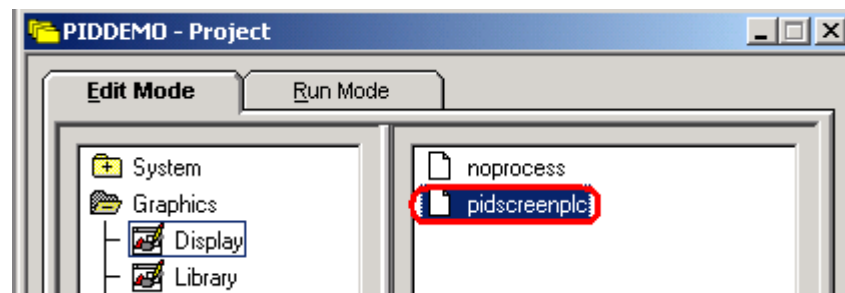 PIDDEMO - Project
Edit Mode
Run Mode
System
Graphics
Display
Library
noprocess
pidscreenplc